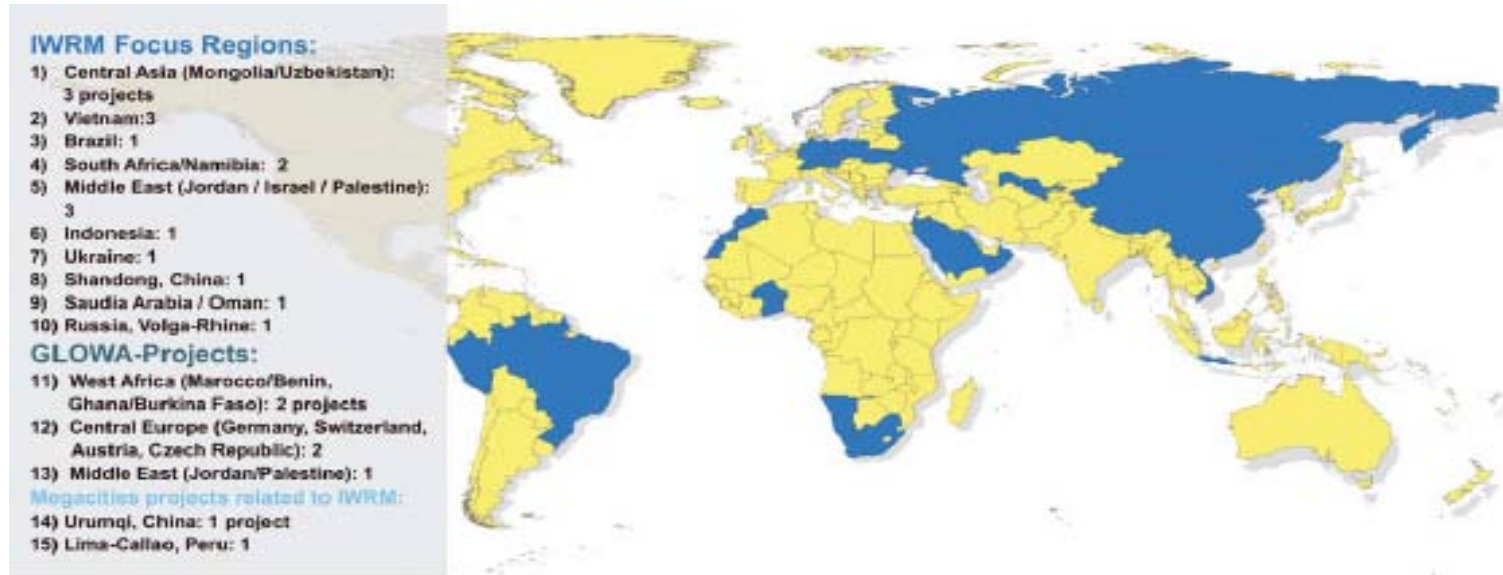 IWRM Focus Regions:
1) Central Asia (Mongolia/Uzbekistan):
3 projects
2) Vietnam:3
3) Brazil: 1
4) South Africa/Namibia: 2
5) Middle East (Jordan / Israel / Palestine):
3
6) Indonesia: 1
7) Ukraine: 1
8) Shandong, China: 1
9) Saudia Arabia / Oman: 1
10) Russia, Volga-Rhine: 1
GLOWA-Projects:
11) West Africa (Marocco/Benin,
Ghana/Burkina Faso): 2 projects
12) Central Europe (Germany, Switzerland,
Austria, Czech Republic): 2
13) Middle East (Jordan/Palestine): 1
Megacities projects related to IWRM:
14) Urumqi, China: 1 project
15) Lima-Callao, Peru: 1